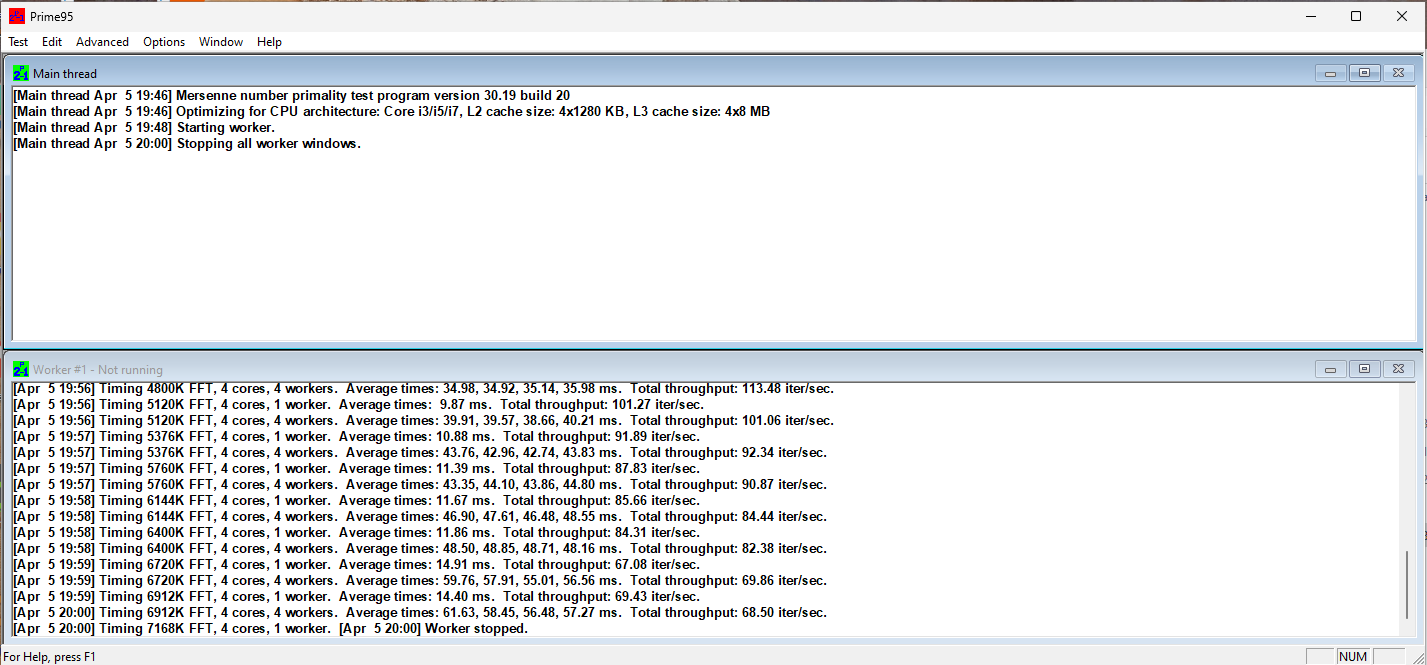 Prime95
Test Edit Advanced Options Window Help
Main thread
[Main thread Apr  5 19:46] Mersenne number primality test program version 30.19 build 20
[Main thread Apr  5 19:46] Optimizing for CPU architecture: Core i3/i5/i7, L2 cache size: 4x1280 KB, L3 cache size: 4x8 MB
[Main thread Apr  5 19:48] Starting worker.
[Main thread Apr  5 20:00] Stopping all worker windows.
Worker #1 - Not running
[Apr  5 19:56] Timing 4800K FFT, 4 cores, 4 workers.  Average times: 34.98, 34.92, 35.14, 35.98 ms.  Total throughput: 113.48 iter/sec.
[Apr  5 19:56] Timing 5120K FFT, 4 cores, 1 worker.  Average times:  9.87 ms.  Total throughput: 101.27 iter/sec.
[Apr  5 19:56] Timing 5120K FFT, 4 cores, 4 workers.  Average times: 39.91, 39.57, 38.66, 40.21 ms.  Total throughput: 101.06 iter/sec.
[Apr  5 19:57] Timing 5376K FFT, 4 cores, 1 worker.  Average times: 10.88 ms.  Total throughput: 91.89 iter/sec.
[Apr  5 19:57] Timing 5376K FFT, 4 cores, 4 workers.  Average times: 43.76, 42.96, 42.74, 43.83 ms.  Total throughput: 92.34 iter/sec.
[Apr  5 19:57] Timing 5760K FFT, 4 cores, 1 worker.  Average times: 11.39 ms.  Total throughput: 87.83 iter/sec.
[Apr  5 19:57] Timing 5760K FFT, 4 cores, 4 workers.  Average times: 43.35, 44.10, 43.86, 44.80 ms.  Total throughput: 90.87 iter/sec.
[Apr  5 19:58] Timing 6144K FFT, 4 cores, 1 worker.  Average times: 11.67 ms.  Total throughput: 85.66 iter/sec.
[Apr  5 19:58] Timing 6144K FFT, 4 cores, 4 workers.  Average times: 46.90, 47.61, 46.48, 48.55 ms.  Total throughput: 84.44 iter/sec.
[Apr  5 19:58] Timing 6400K FFT, 4 cores, 1 worker.  Average times: 11.86 ms.  Total throughput: 84.31 iter/sec.
[Apr  5 19:58] Timing 6400K FFT, 4 cores, 4 workers.  Average times: 48.50, 48.85, 48.71, 48.16 ms.  Total throughput: 82.38 iter/sec.
[Apr  5 19:59] Timing 6720K FFT, 4 cores, 1 worker.  Average times: 14.91 ms.  Total throughput: 67.08 iter/sec.
[Apr  5 19:59] Timing 6720K FFT, 4 cores, 4 workers.  Average times: 59.76, 57.91, 55.01, 56.56 ms.  Total throughput: 69.86 iter/sec.
[Apr  5 19:59] Timing 6912K FFT, 4 cores, 1 worker.  Average times: 14.40 ms.  Total throughput: 69.43 iter/sec.
[Apr  5 20:00] Timing 6912K FFT, 4 cores, 4 workers.  Average times: 61.63, 58.45, 56.48, 57.27 ms.  Total throughput: 68.50 iter/sec.
[Apr  5 20:00] Timing 7168K FFT, 4 cores, 1 worker.  [Apr  5 20:00] Worker stopped.
For Help, press F1
NUM